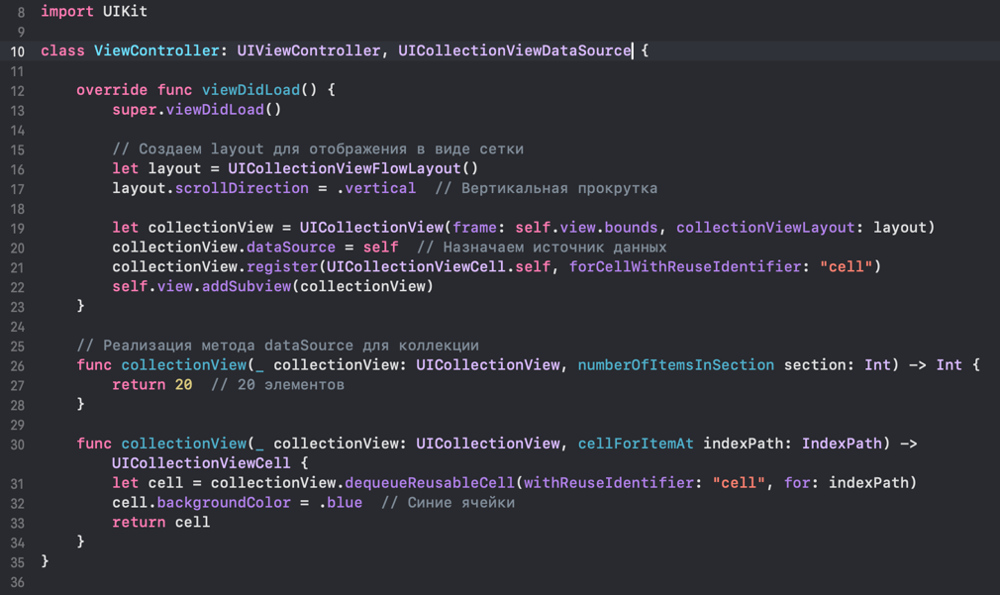 8 import UIKit
9
10 class ViewController: UIViewController, UICollectionViewDataSource {
11
12     override func viewDidLoad() {
13         super.viewDidLoad()
14
15         // Создаем layout для отображения в виде сетки
16         let layout = UICollectionViewFlowLayout()
17         layout.scrollDirection = .vertical  // Вертикальная прокрутка
18
19         let collectionView = UICollectionView(frame: self.view.bounds, collectionViewLayout: layout)
20         collectionView.dataSource = self  // Назначаем источник данных
21         collectionView.register(UICollectionViewCell.self, forCellWithReuseIdentifier: "cell")
22         self.view.addSubview(collectionView)
23     }
24
25     // Реализация метода dataSource для коллекции
26     func collectionView(_ collectionView: UICollectionView, numberOfItemsInSection section: Int) -> Int {
27         return 20  // 20 элементов
28     }
29
30     func collectionView(_ collectionView: UICollectionView, cellForItemAt indexPath: IndexPath) ->
        UICollectionViewCell {
31         let cell = collectionView.dequeueReusableCell(withReuseIdentifier: "cell", for: indexPath)
32         cell.backgroundColor = .blue  // Синие ячейки
33         return cell
34     }
35 }
36